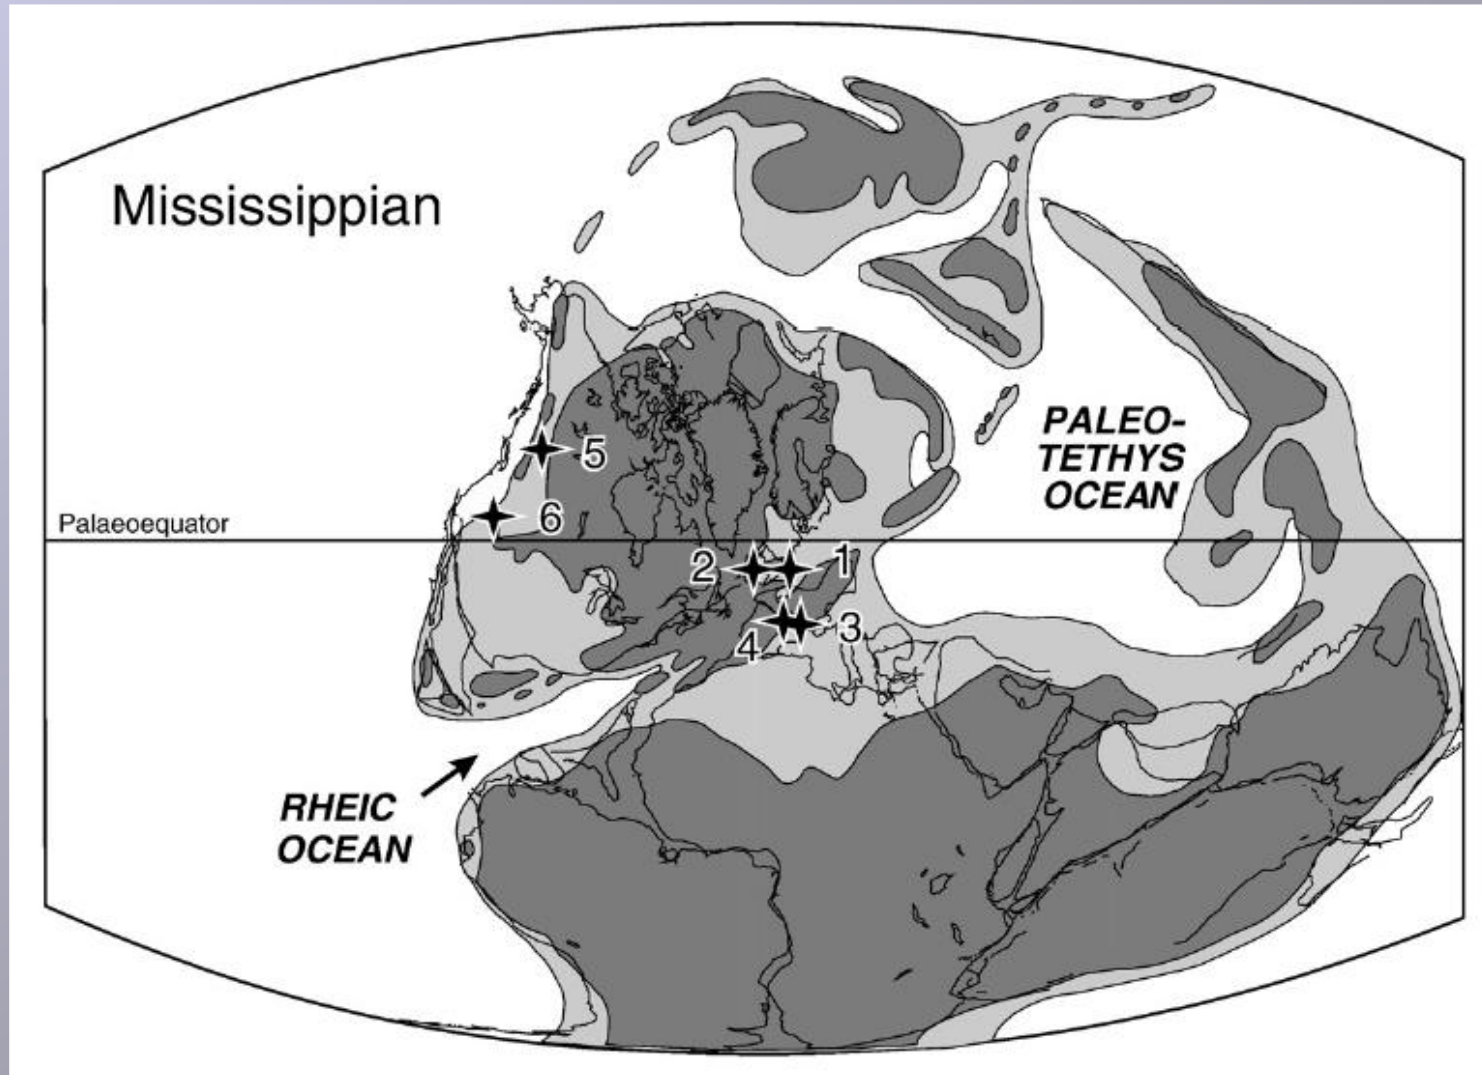 Mississippian
PALEO-
TETHYS
OCEAN
5
6
Palaeoequator
2
1
3
4
RHEIC
OCEAN